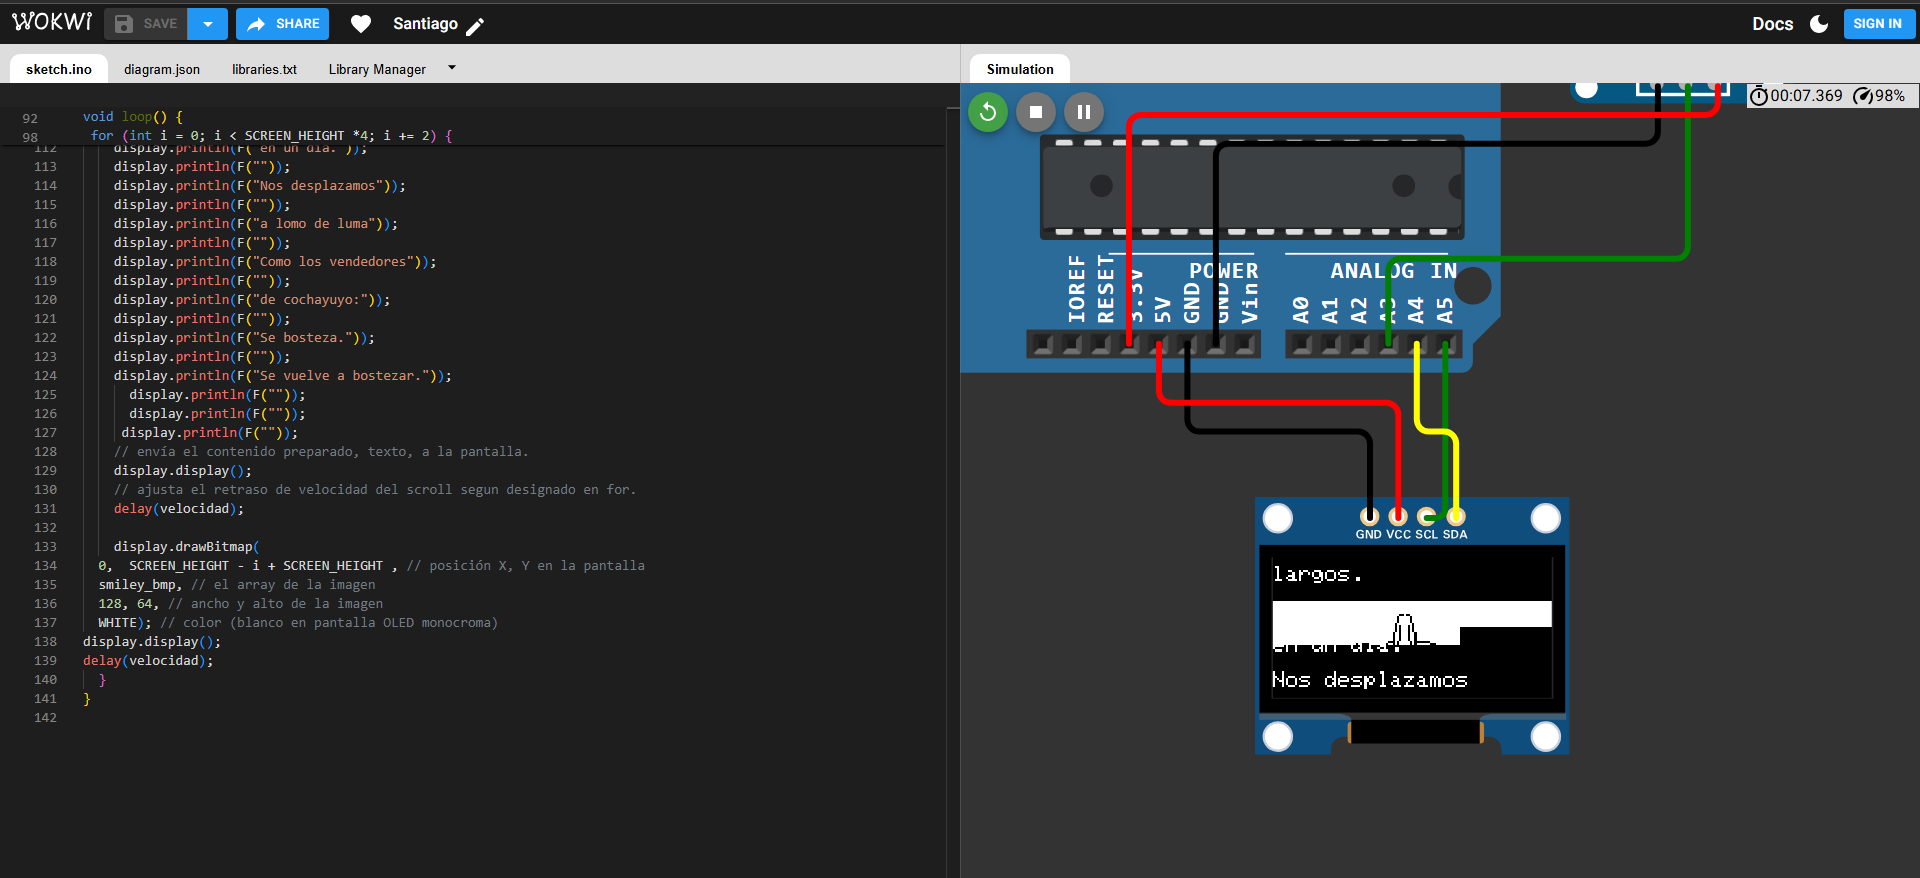 WOKWI SAVE SHARE Santiago Docs SIGN IN
sketch.ino diagram.json libraries.txt Library Manager Simulation
92 void loop() {
98 for (int i = 0; i < SCREEN_HEIGHT *4; i += 2) {
112 display.println(F("en un dia."));
113 display.println(F(""));
114 display.println(F("Nos desplazamos"));
115 display.println(F(""));
116 display.println(F("a lomo de luma"));
117 display.println(F(""));
118 display.println(F("Como los vendedores"));
119 display.println(F(""));
120 display.println(F("de cochayuyo:"));
121 display.println(F(""));
122 display.println(F("Se bosteza."));
123 display.println(F(""));
124 display.println(F("Se vuelve a bostezar."));
125 display.println(F(""));
126 display.println(F(""));
127 display.println(F(""));
128 // envía el contenido preparado, texto, a la pantalla.
129 display.display();
130 // ajusta el retraso de velocidad del scroll segun designado en for.
131 delay(velocidad);
132
133 display.drawBitmap(
134 0, SCREEN_HEIGHT - i + SCREEN_HEIGHT , // posición X, Y en la pantalla
135 smiley_bmp, // el array de la imagen
136 128, 64, // ancho y alto de la imagen
137 WHITE); // color (blanco en pantalla OLED monocroma)
138 display.display();
139 delay(velocidad);
140 }
141 }
142
00:07.369 98%
POWER ANALOG IN
IOREF RESET 3.3V 5V GND GND Vin A0 A1 A2 A3 A4 A5
GND VCC SCL SDA
largos.
en un dia.
Nos desplazamos